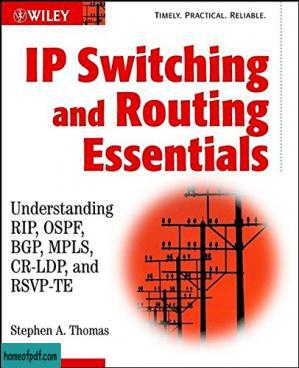 WILEY
TIMELY. PRACTICAL. RELIABLE.
IP Switching
and Routing
Essentials
Understanding
RIP, OSPF,
BGP, MPLS,
CR-LDP, and
RSVP-TE
Stephen A. Thomas
homeofpdf.com